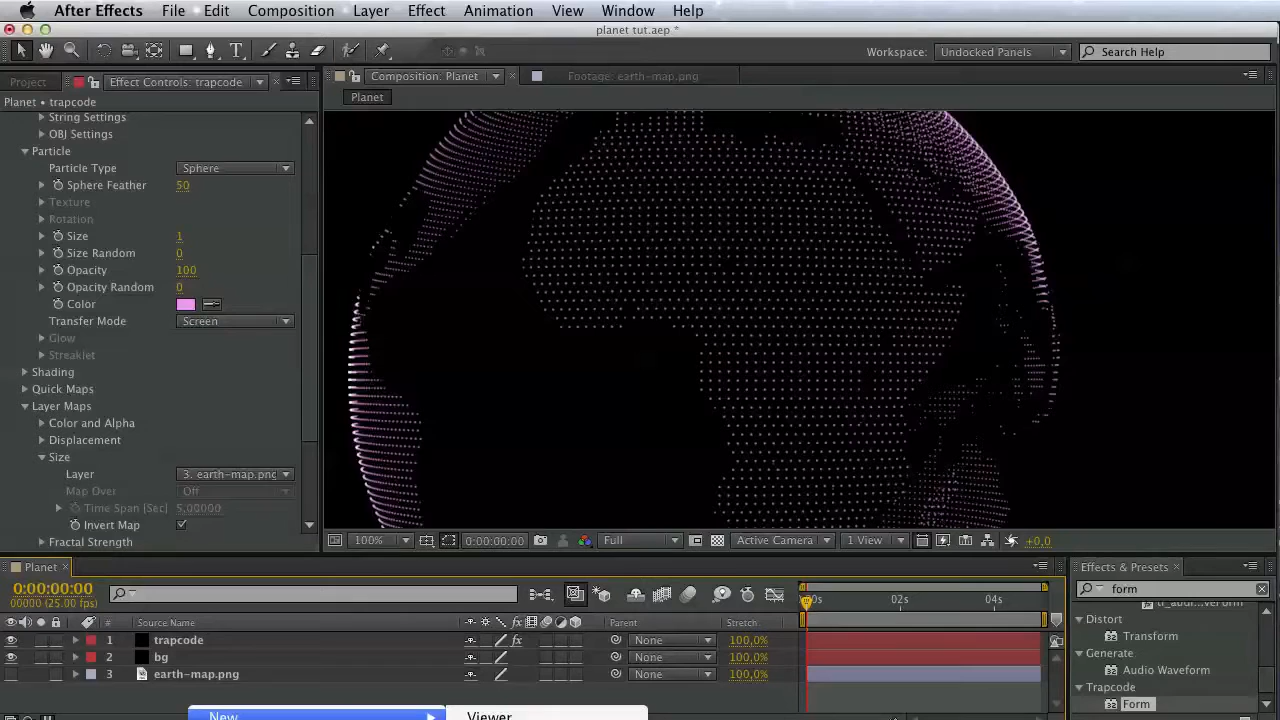 After Effects File Edit Composition Layer Effect Animation View Window Help
planet tut.aep *
Workspace: Undocked Panels Search Help
Project Effect Controls: trapcode Composition: Planet Footage: earth-map.png
Planet • trapcode Planet
String Settings
OBJ Settings
Particle
Particle Type Sphere
Sphere Feather 50
Texture
Rotation
Size 1
Size Random 0
Opacity 100
Opacity Random 0
Color
Transfer Mode Screen
Glow
Streaklet
Shading
Quick Maps
Layer Maps
Color and Alpha
Displacement
Size
Layer 3. earth-map.png
Map Over Off
Time Span [Sec] 5,00000
Invert Map
Fractal Strength
100% 0:00:00:00 Full Active Camera 1 View +0,0
Planet Effects & Presets
0:00:00:00
00000 (25.00 fps)
form
0s 02s 04s
# Source Name Parent Stretch
1 trapcode None 100,0%
2 bg None 100,0%
3 earth-map.png None 100,0%
Distort
Transform
Generate
Audio Waveform
Trapcode
Form
New Viewer